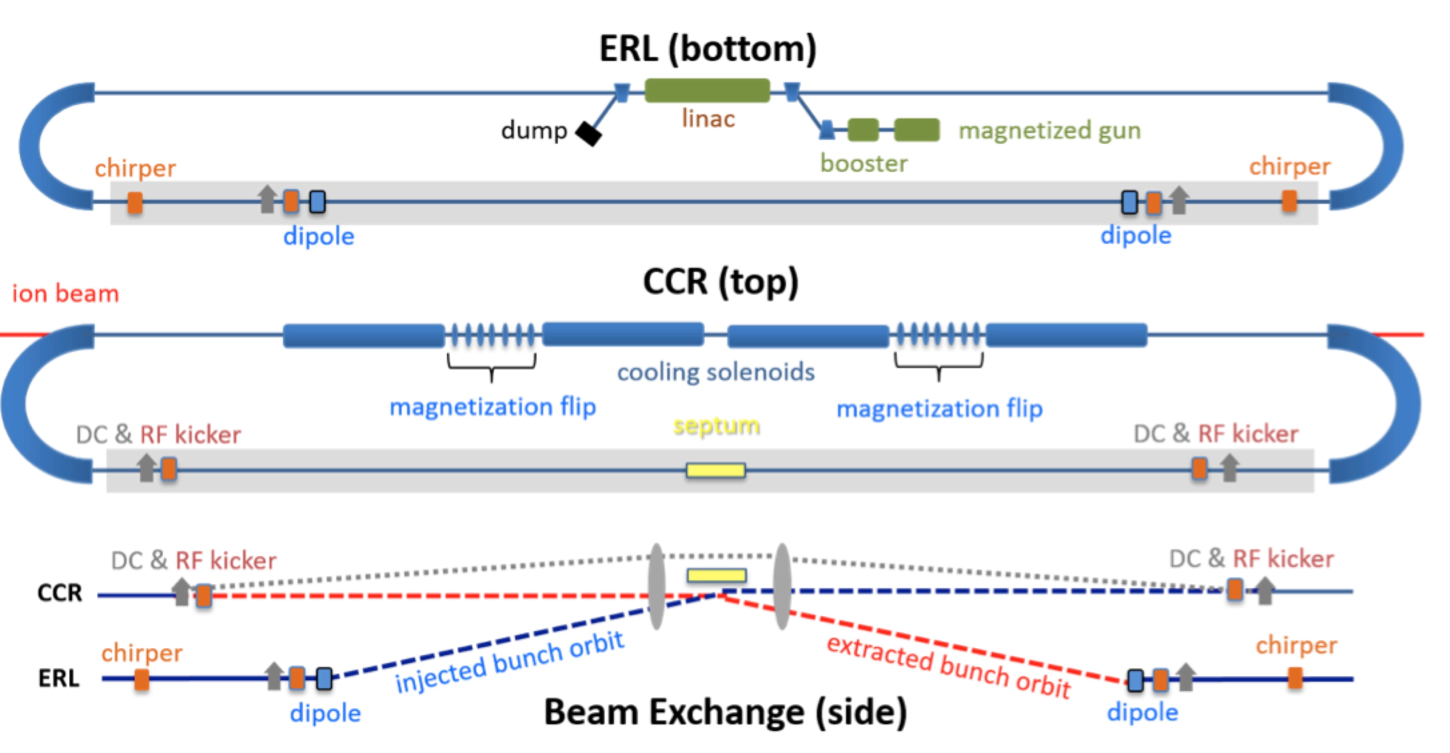 ERL (bottom)
linac
dump
magnetized gun
booster
chirper
chirper
dipole
dipole
CCR (top)
ion beam
cooling solenoids
magnetization flip
magnetization flip
septum
DC & RF kicker
DC & RF kicker
DC & RF kicker
DC & RF kicker
CCR
injected bunch orbit
extracted bunch orbit
chirper
chirper
ERL
dipole
dipole
Beam Exchange (side)